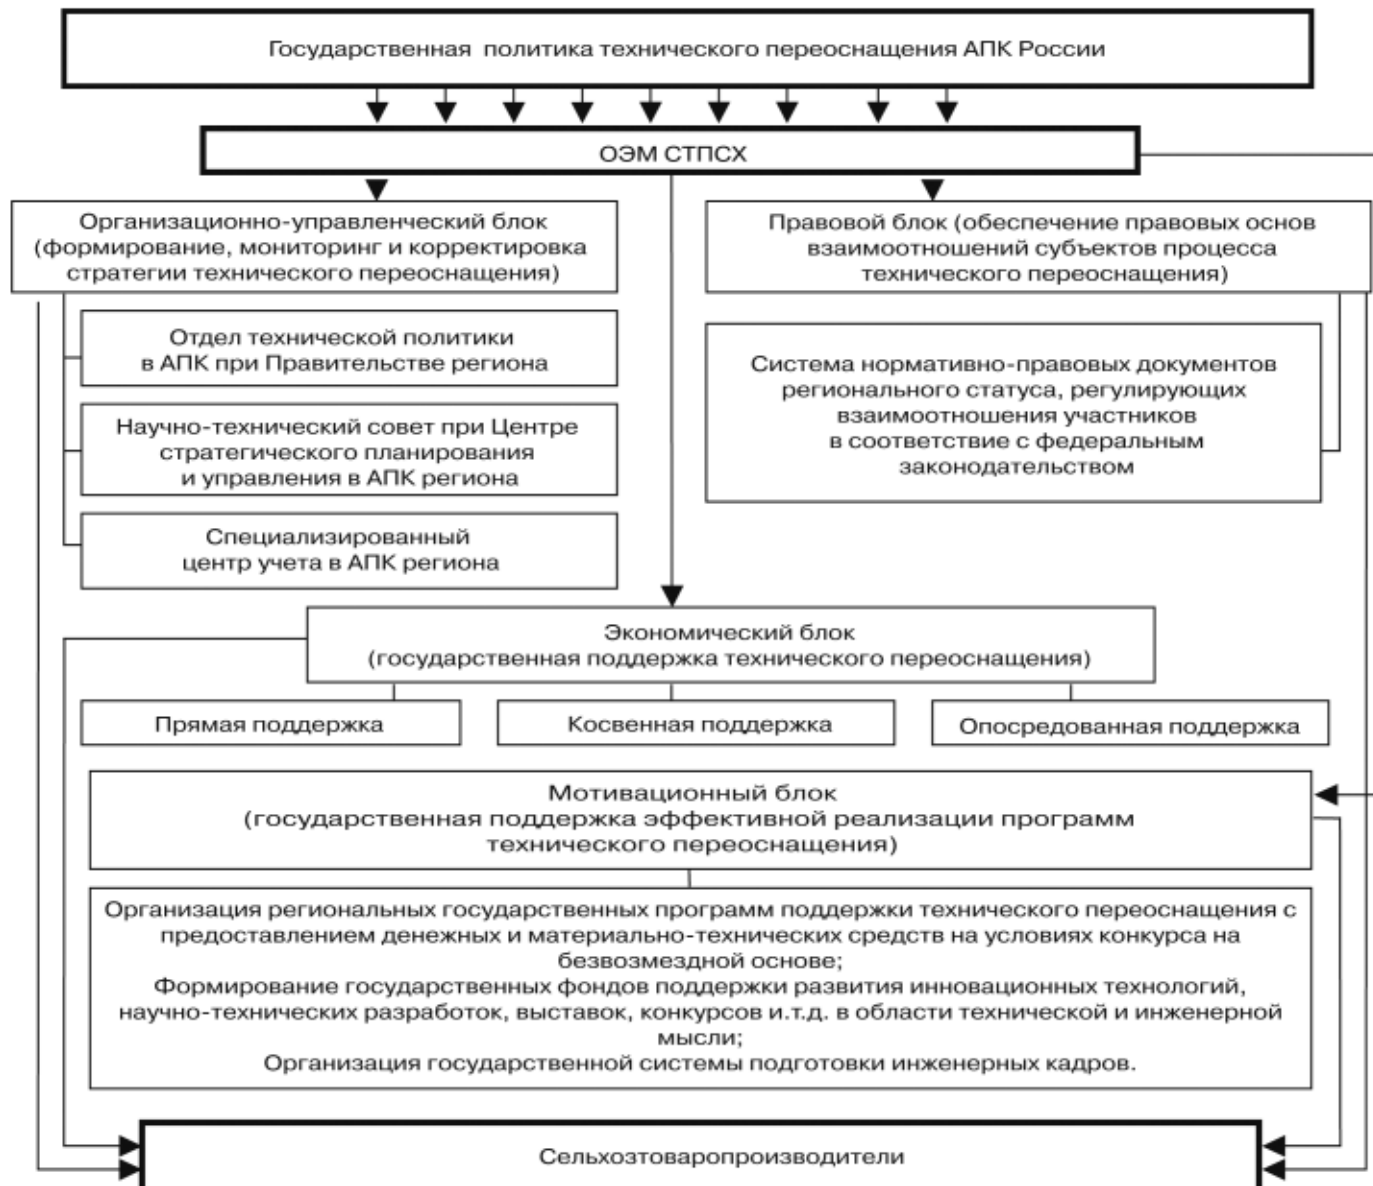 Государственная политика технического переоснащения АПК России
ОЭМ СТПСХ
Организационно-управленческий блок
(формирование, мониторинг и корректировка
стратегии технического переоснащения)
Правовой блок (обеспечение правовых основ
взаимоотношений субъектов процесса
технического переоснащения)
Отдел технической политики
в АПК при Правительстве региона
Научно-технический совет при Центре
стратегического планирования
и управления в АПК региона
Специализированный
центр учета в АПК региона
Система нормативно-правовых документов
регионального статуса, регулирующих
взаимоотношения участников
в соответствие с федеральным
законодательством
Экономический блок
(государственная поддержка технического переоснащения)
Прямая поддержка
Косвенная поддержка
Опосредованная поддержка
Мотивационный блок
(государственная поддержка эффективной реализации программ
технического переоснащения)
Организация региональных государственных программ поддержки технического переоснащения с
предоставлением денежных и материально-технических средств на условиях конкурса на
безвозмездной основе;
Формирование государственных фондов поддержки развития инновационных технологий,
научно-технических разработок, выставок, конкурсов и.т.д. в области технической и инженерной
мысли;
Организация государственной системы подготовки инженерных кадров.
Сельхозтоваропроизводители